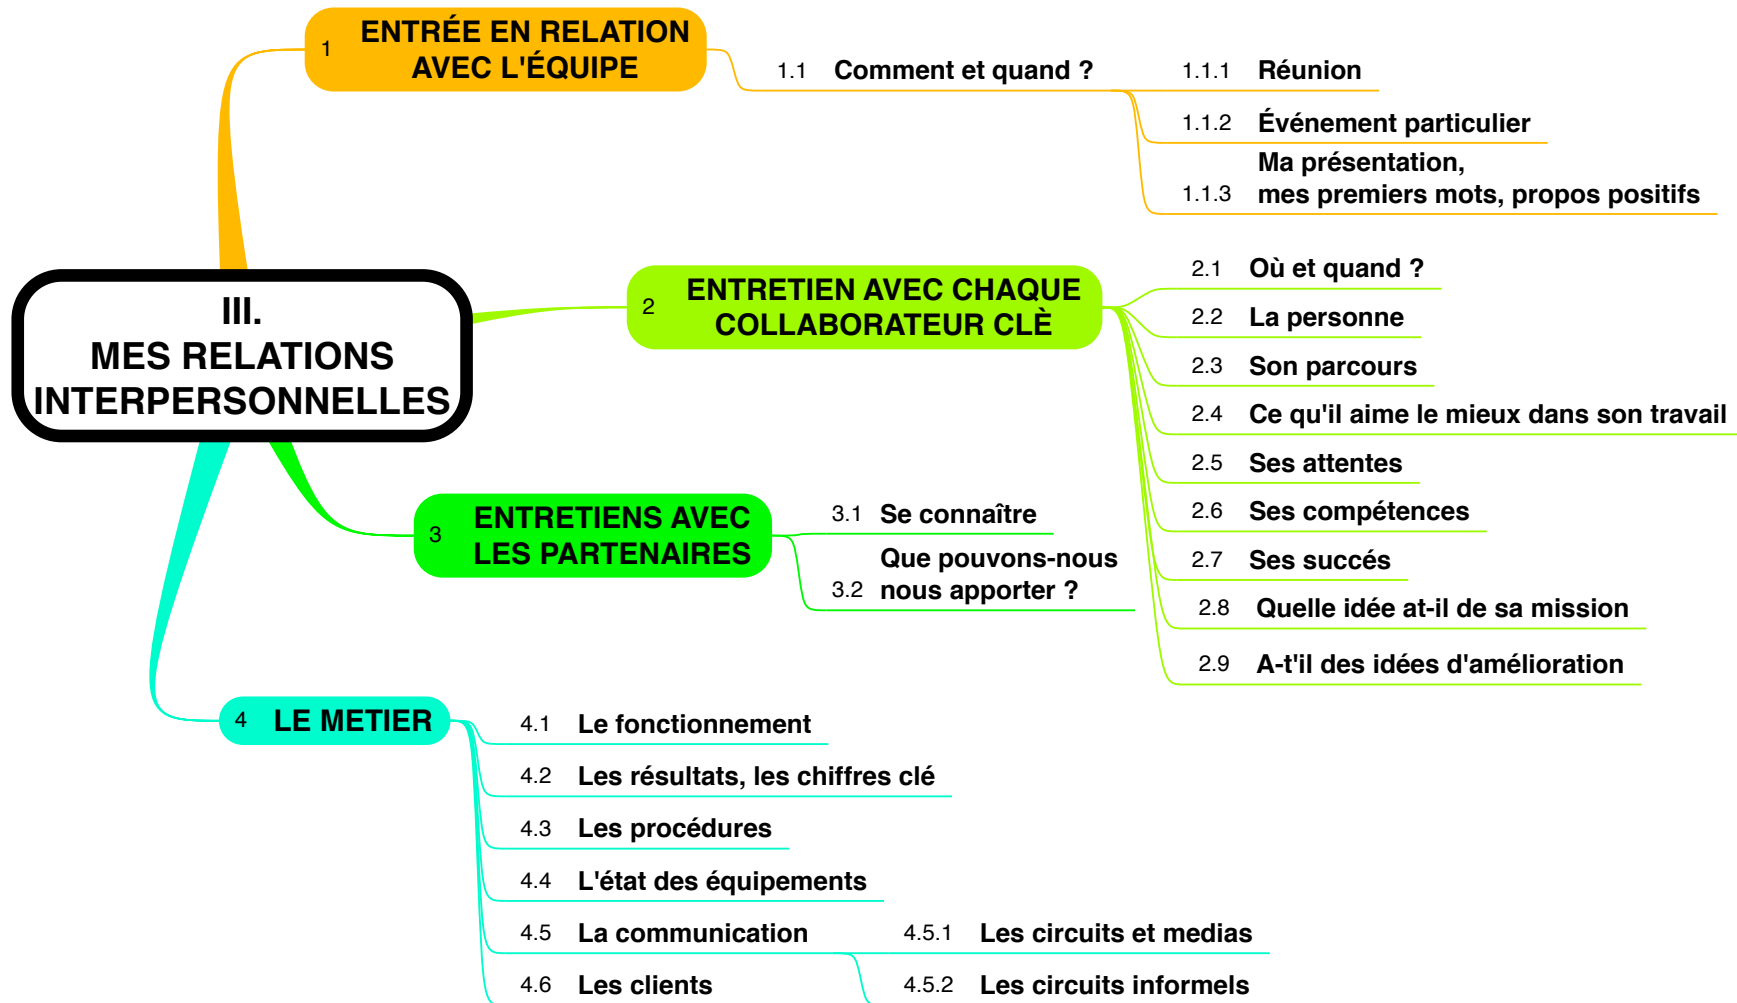 III.
MES RELATIONS
INTERPERSONNELLES
1 ENTRÉE EN RELATION
AVEC L'ÉQUIPE
1.1 Comment et quand ?
1.1.1 Réunion
1.1.2 Événement particulier
1.1.3 Ma présentation,
mes premiers mots, propos positifs
2 ENTRETIEN AVEC CHAQUE
COLLABORATEUR CLÈ
2.1 Où et quand ?
2.2 La personne
2.3 Son parcours
2.4 Ce qu'il aime le mieux dans son travail
2.5 Ses attentes
2.6 Ses compétences
2.7 Ses succés
2.8 Quelle idée at-il de sa mission
2.9 A-t'il des idées d'amélioration
3 ENTRETIENS AVEC
LES PARTENAIRES
3.1 Se connaître
3.2 Que pouvons-nous
nous apporter ?
4 LE METIER
4.1 Le fonctionnement
4.2 Les résultats, les chiffres clé
4.3 Les procédures
4.4 L'état des équipements
4.5 La communication
4.5.1 Les circuits et medias
4.5.2 Les circuits informels
4.6 Les clients